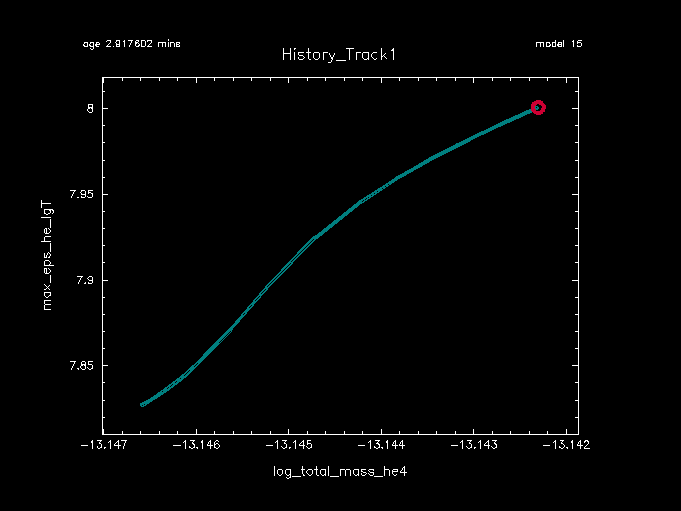 age 2.917602 mins
model 15
History_Track1
8
7.95
7.9
7.85
max_eps_he_lgT
−13.147
−13.146
−13.145
−13.144
−13.143
−13.142
log_total_mass_he4